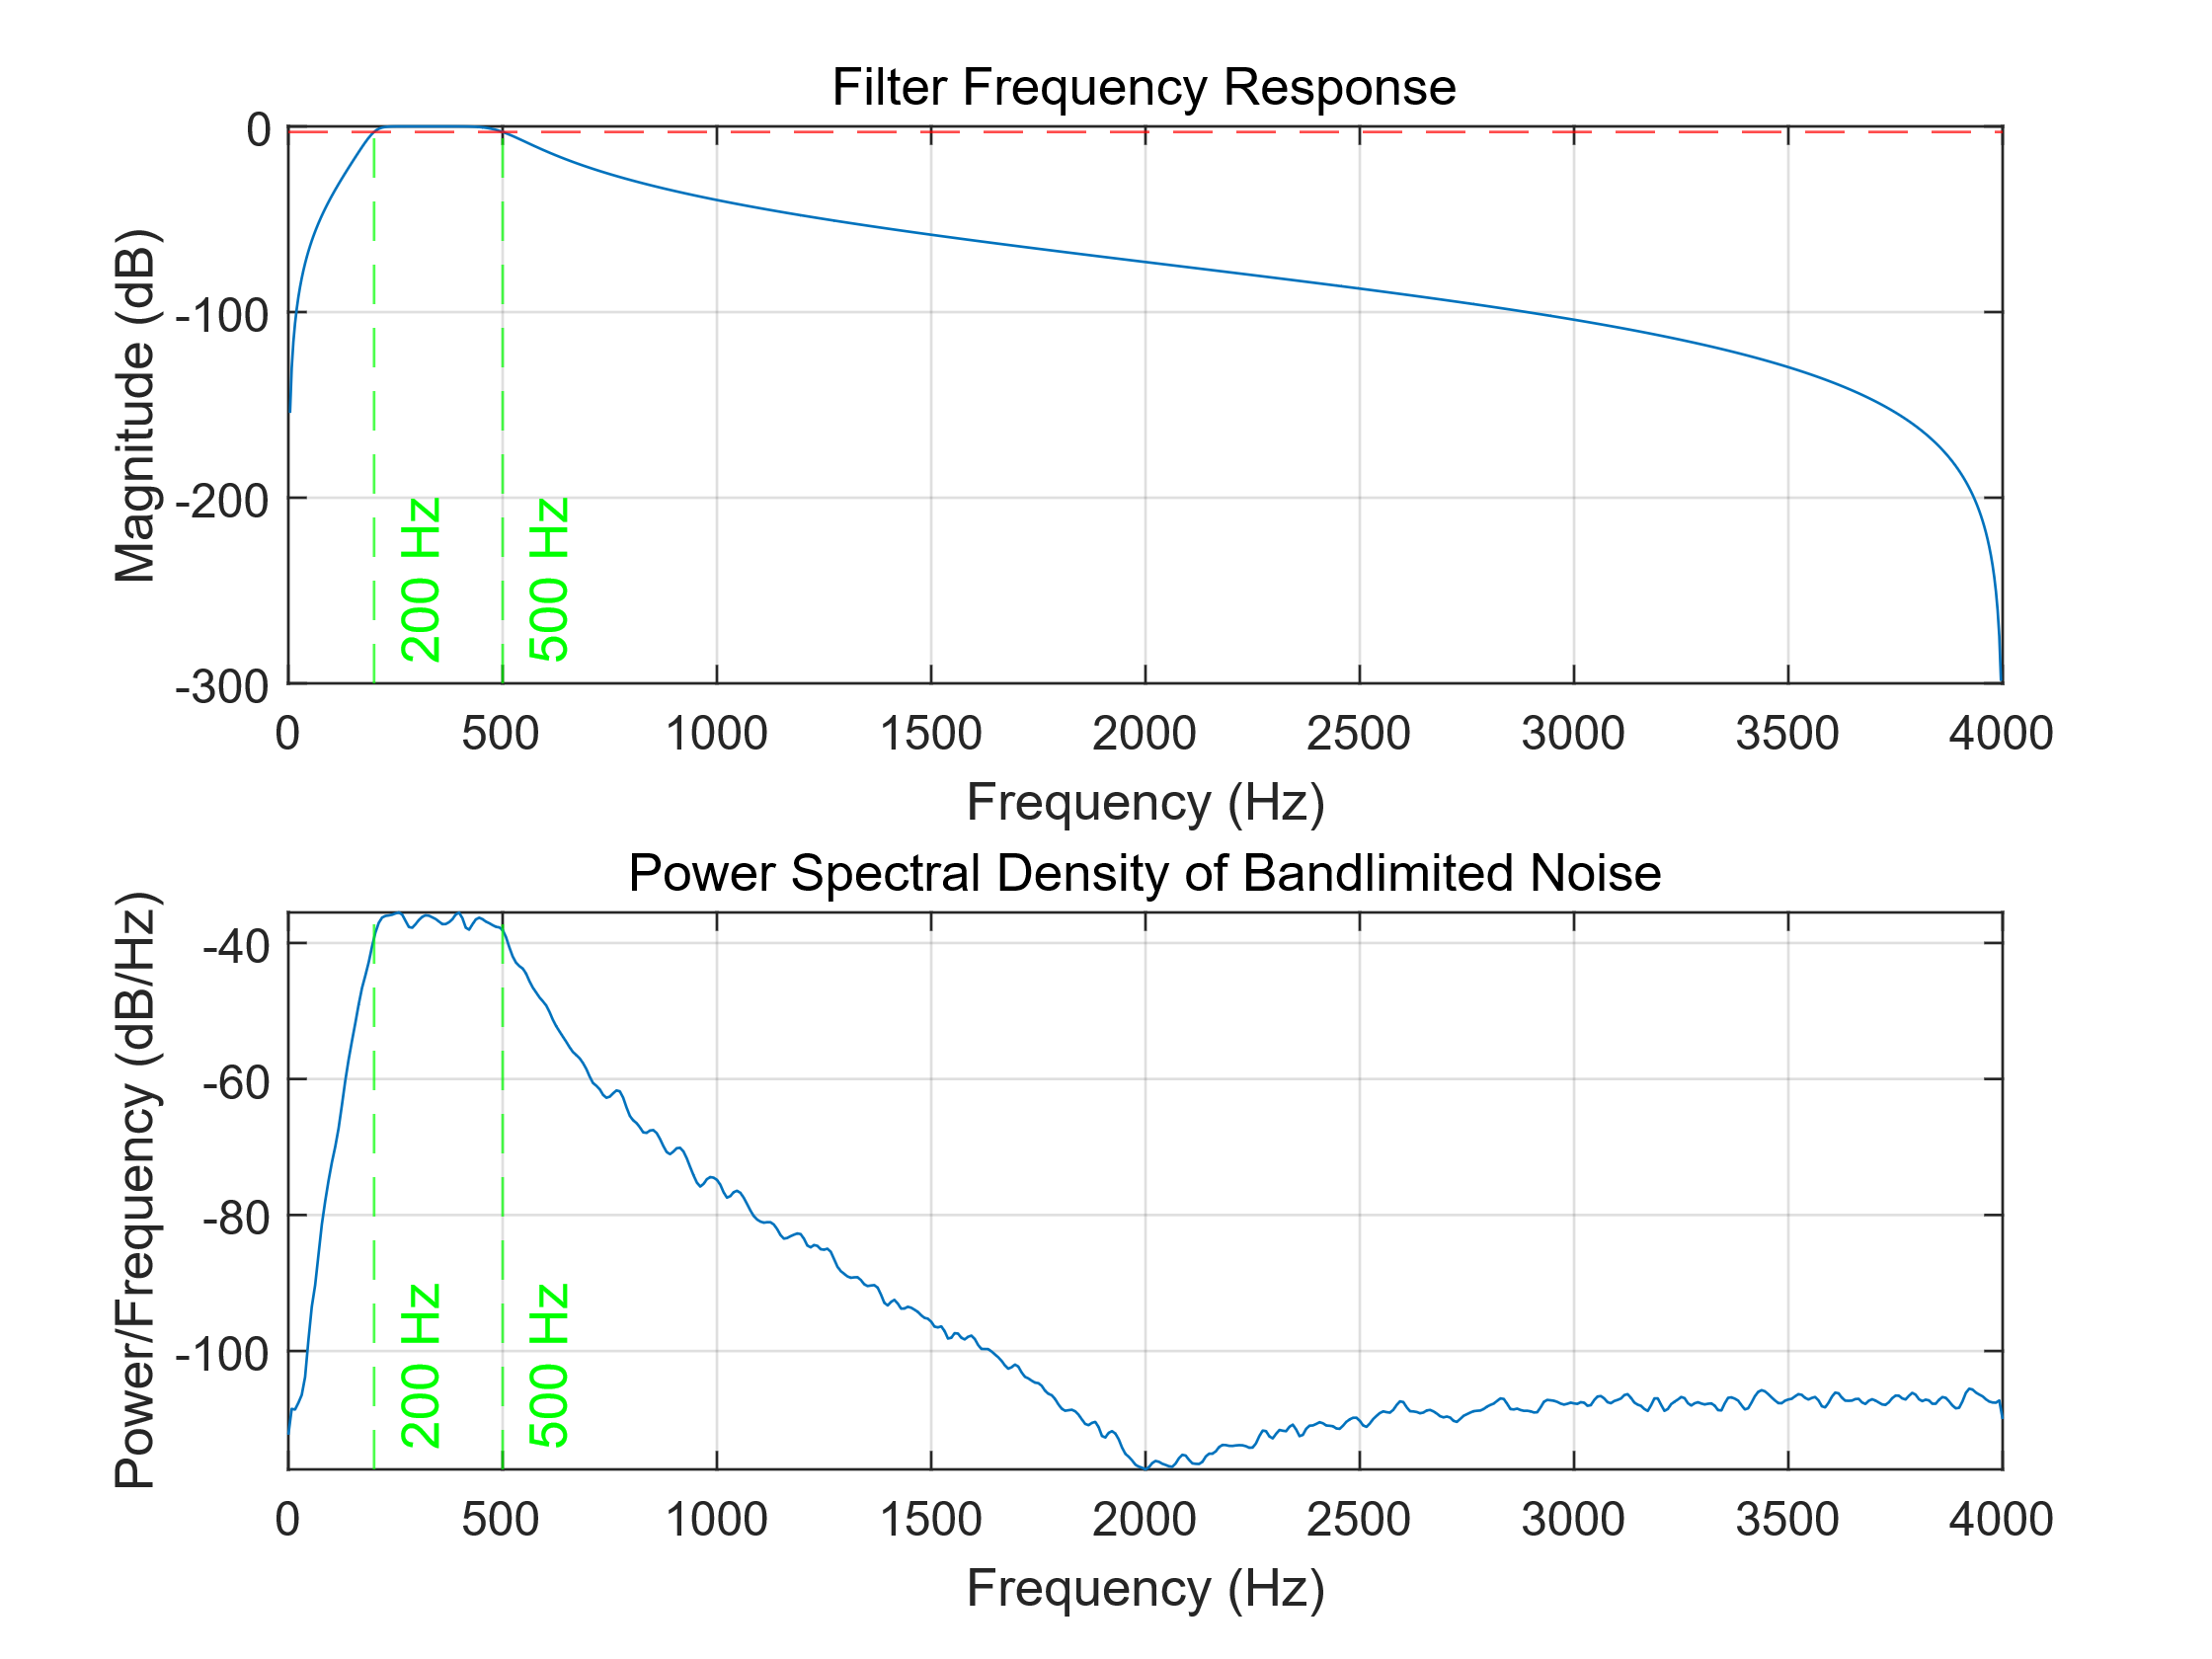 Filter Frequency Response
Magnitude (dB)
0
-100
-200
-300
200 Hz
500 Hz
0 500 1000 1500 2000 2500 3000 3500 4000
Frequency (Hz)
Power Spectral Density of Bandlimited Noise
Power/Frequency (dB/Hz)
-40
-60
-80
-100
200 Hz
500 Hz
0 500 1000 1500 2000 2500 3000 3500 4000
Frequency (Hz)